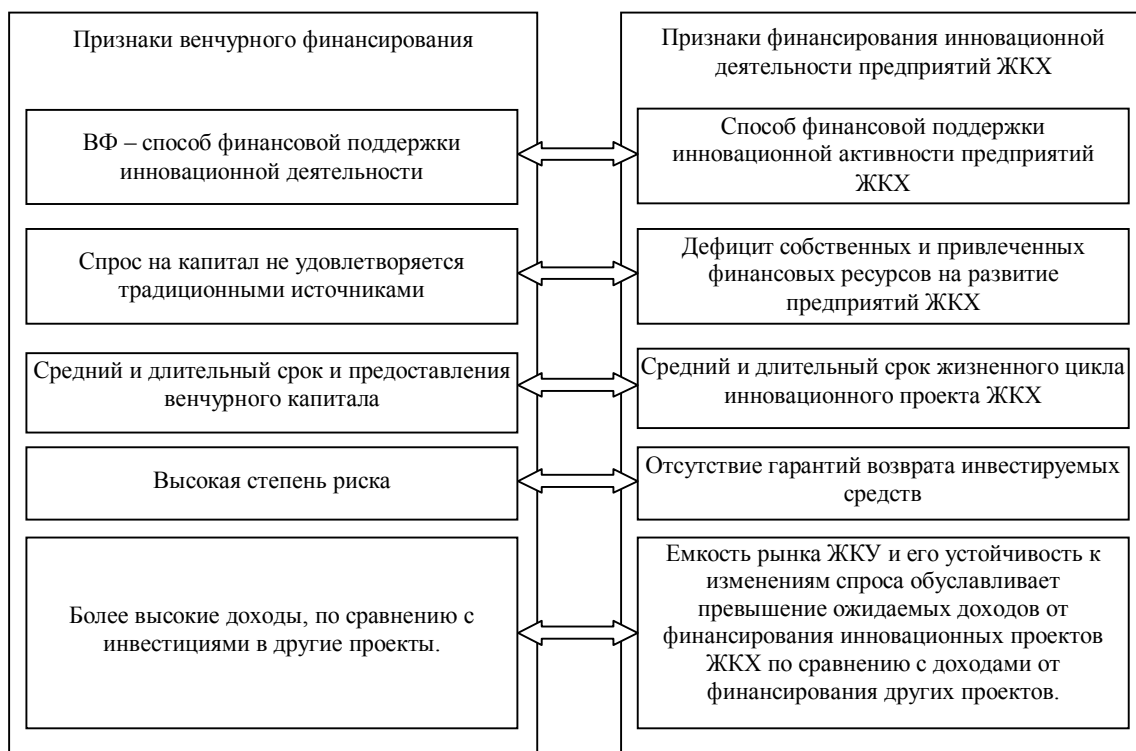 Признаки венчурного финансирования
ВФ – способ финансовой поддержки
инновационной деятельности
Спрос на капитал не удовлетворяется
традиционными источниками
Средний и длительный срок и предоставления
венчурного капитала
Высокая степень риска
Более высокие доходы, по сравнению с
инвестициями в другие проекты.
Признаки финансирования инновационной
деятельности предприятий ЖКХ
Способ финансовой поддержки
инновационной активности предприятий
ЖКХ
Дефицит собственных и привлеченных
финансовых ресурсов на развитие
предприятий ЖКХ
Средний и длительный срок жизненного цикла
инновационного проекта ЖКХ
Отсутствие гарантий возврата инвестируемых
средств
Емкость рынка ЖКУ и его устойчивость к
изменениям спроса обуславливает
превышение ожидаемых доходов от
финансирования инновационных проектов
ЖКХ по сравнению с доходами от
финансирования других проектов.